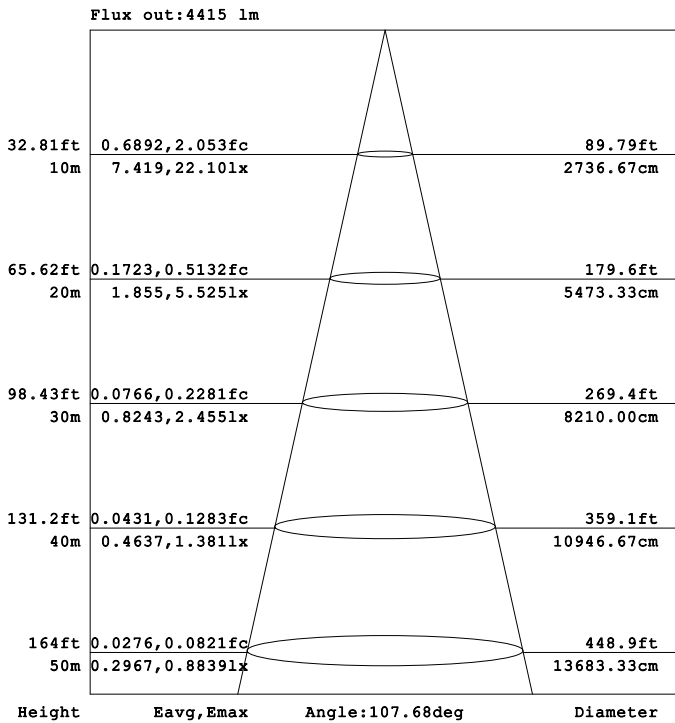 Flux out:4415 lm
32.81ft 0.6892,2.053fc 89.79ft
10m 7.419,22.10lx 2736.67cm
65.62ft 0.1723,0.5132fc 179.6ft
20m 1.855,5.525lx 5473.33cm
98.43ft 0.0766,0.2281fc 269.4ft
30m 0.8243,2.455lx 8210.00cm
131.2ft 0.0431,0.1283fc 359.1ft
40m 0.4637,1.381lx 10946.67cm
164ft 0.0276,0.0821fc 448.9ft
50m 0.2967,0.8839lx 13683.33cm
Height Eavg,Emax Angle:107.68deg Diameter